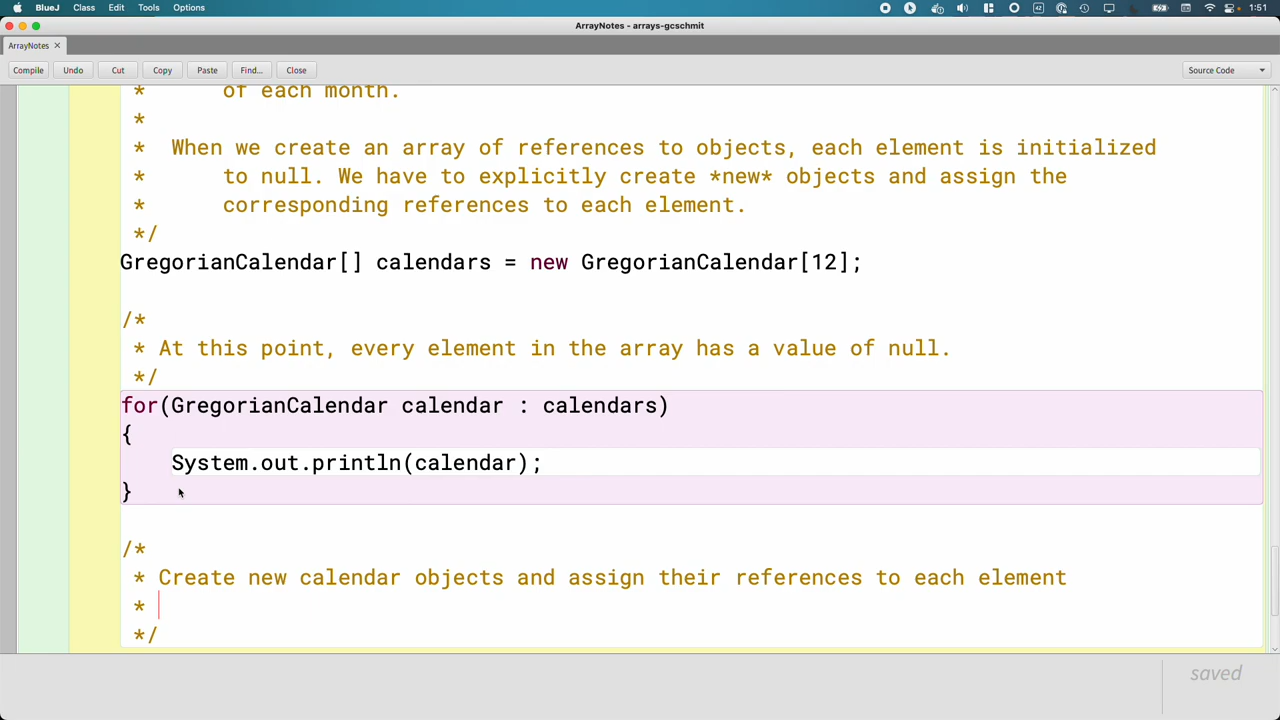 BlueJ Class Edit Tools Options 1:51
ArrayNotes - arrays-gcschmit
ArrayNotes ×
Compile Undo Cut Copy Paste Find... Close Source Code
* of each month.
*
* When we create an array of references to objects, each element is initialized
* to null. We have to explicitly create *new* objects and assign the
* corresponding references to each element.
*/
GregorianCalendar[] calendars = new GregorianCalendar[12];
/*
* At this point, every element in the array has a value of null.
*/
for(GregorianCalendar calendar : calendars)
{
System.out.println(calendar);
}
/*
* Create new calendar objects and assign their references to each element
*
*/
saved